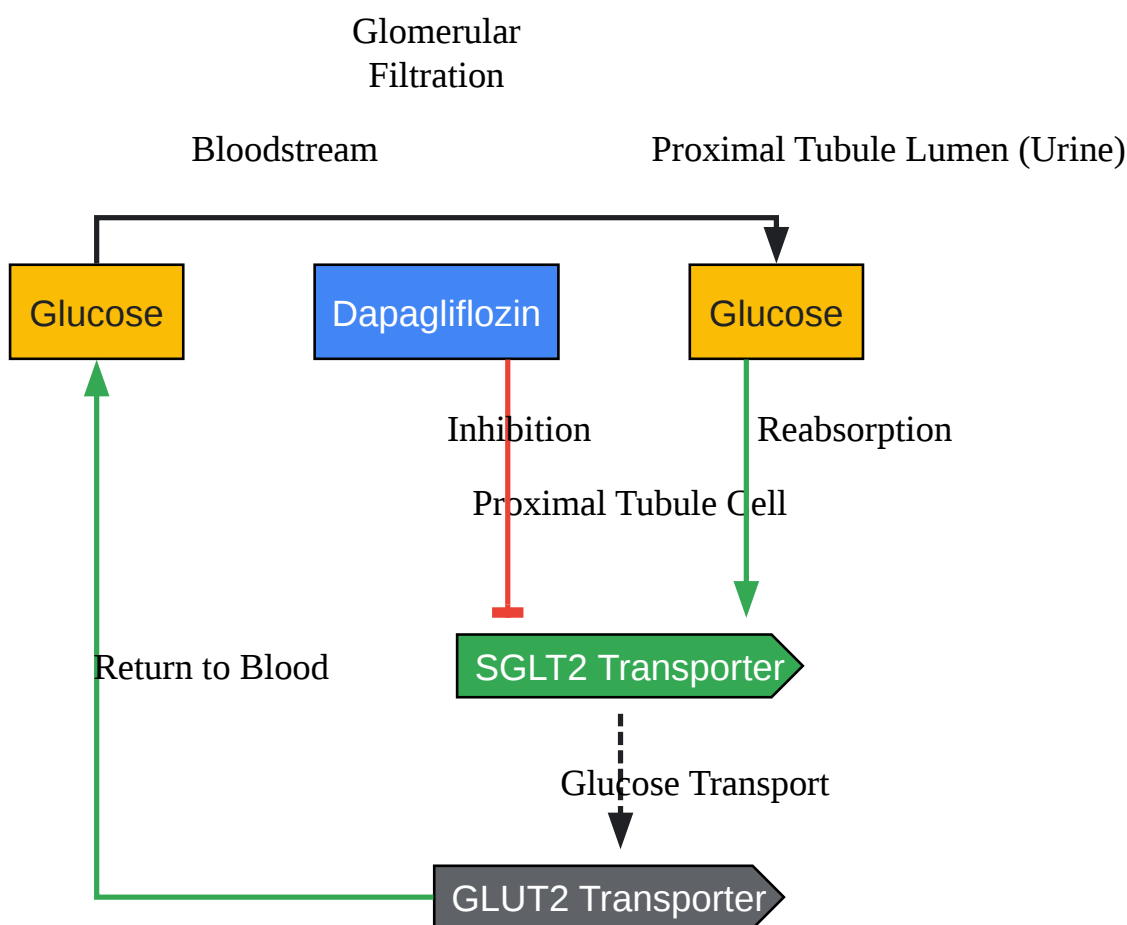 Glomerular
Filtration
Bloodstream
Proximal Tubule Lumen (Urine)
Glucose
Dapagliflozin
Glucose
Inhibition
Reabsorption
Proximal Tubule Cell
Return to Blood
SGLT2 Transporter
Glucose Transport
GLUT2 Transporter